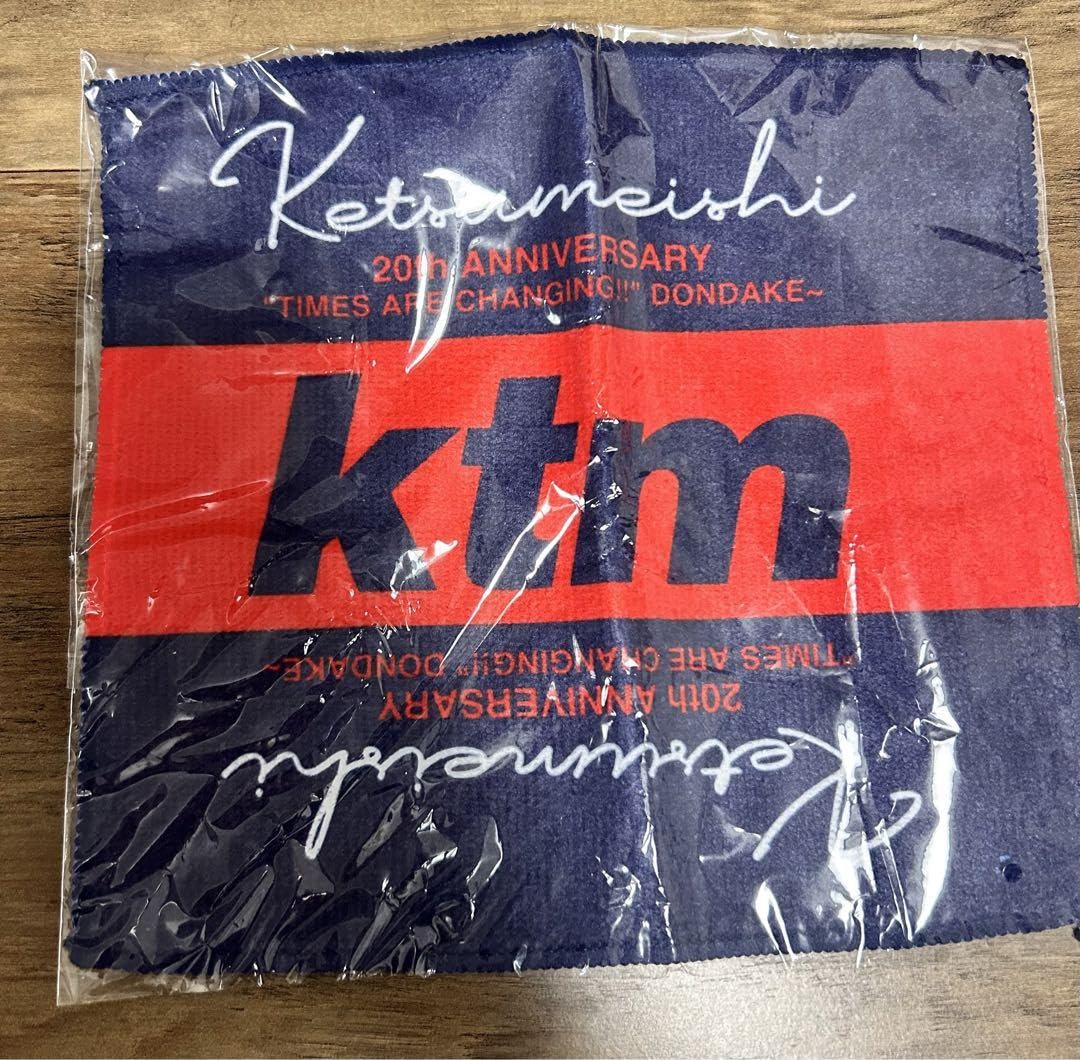 Ketsumeishi
20th ANNIVERSARY
"TIMES ARE CHANGING!!" DONDAKE~
ktm
"TIMES ARE CHANGING!!" DONDAKE~
20th ANNIVERSARY
Ketsumeishi